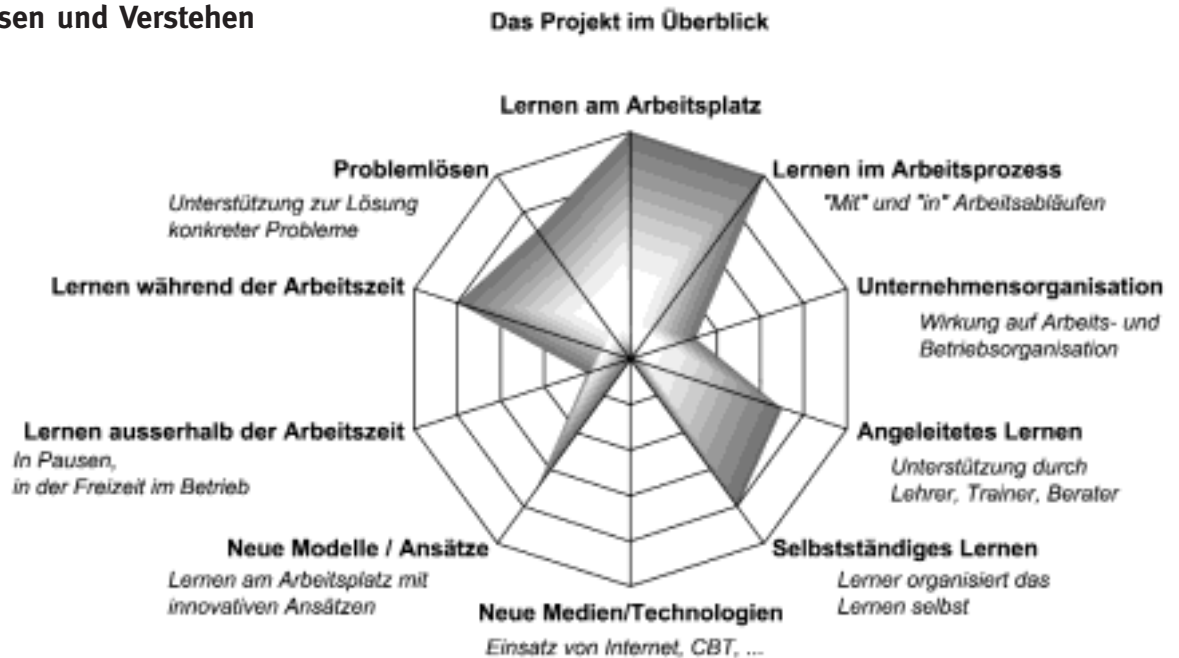 sen und Verstehen
Das Projekt im Überblick
Lernen am Arbeitsplatz
Problemlösen
Unterstützung zur Lösung
konkreter Probleme
Lernen im Arbeitsprozess
"Mit" und "in" Arbeitsabläufen
Lernen während der Arbeitszeit
Unternehmensorganisation
Wirkung auf Arbeits- und
Betriebsorganisation
Lernen ausserhalb der Arbeitszeit
In Pausen,
in der Freizeit im Betrieb
Angeleitetes Lernen
Unterstützung durch
Lehrer, Trainer, Berater
Neue Modelle / Ansätze
Lernen am Arbeitsplatz mit
innovativen Ansätzen
Selbstständiges Lernen
Lerner organisiert das
Lernen selbst
Neue Medien/Technologien
Einsatz von Internet, CBT, ...